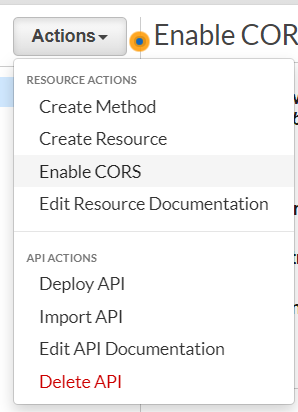 Actions
Enable COR
RESOURCE ACTIONS
Create Method
Create Resource
Enable CORS
Edit Resource Documentation
API ACTIONS
Deploy API
Import API
Edit API Documentation
Delete API